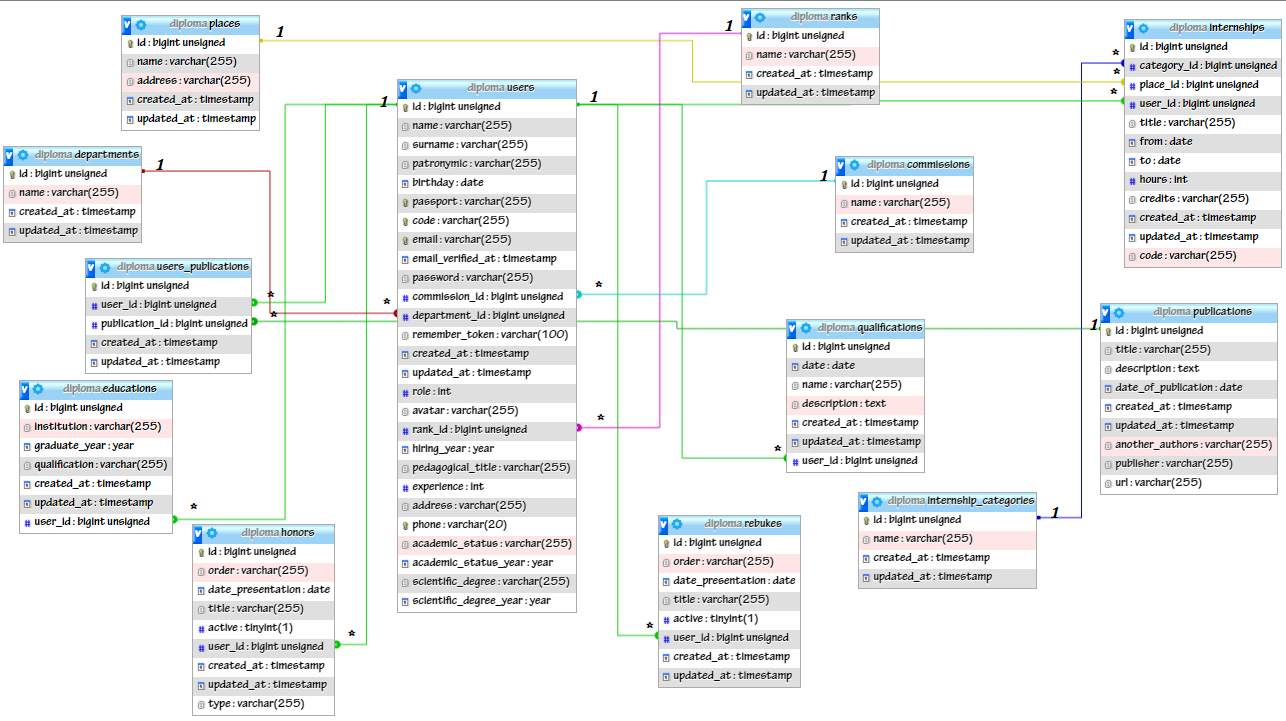 diploma places
id : bigint unsigned
name : varchar(255)
address : varchar(255)
created_at : timestamp
updated_at : timestamp
1
diploma ranks
id : bigint unsigned
name : varchar(255)
created_at : timestamp
updated_at : timestamp
1
diploma internships
id : bigint unsigned
category_id : bigint unsigned
place_id : bigint unsigned
user_id : bigint unsigned
title : varchar(255)
from : date
to : date
hours : int
credits : varchar(255)
created_at : timestamp
updated_at : timestamp
code : varchar(255)
*
*
*
diploma users
id : bigint unsigned
name : varchar(255)
surname : varchar(255)
patronymic : varchar(255)
birthday : date
passport : varchar(255)
code : varchar(255)
email : varchar(255)
email_verified_at : timestamp
password : varchar(255)
commission_id : bigint unsigned
department_id : bigint unsigned
remember_token : varchar(100)
created_at : timestamp
updated_at : timestamp
role : int
avatar : varchar(255)
rank_id : bigint unsigned
hiring_year : year
pedagogical_title : varchar(255)
experience : int
address : varchar(255)
phone : varchar(20)
academic_status : varchar(255)
academic_status_year : year
scientific_degree : varchar(255)
scientific_degree_year : year
1
1
*
*
*
diploma departments
id : bigint unsigned
name : varchar(255)
created_at : timestamp
updated_at : timestamp
1
diploma commissions
id : bigint unsigned
name : varchar(255)
created_at : timestamp
updated_at : timestamp
1
diploma users_publications
id : bigint unsigned
user_id : bigint unsigned
publication_id : bigint unsigned
created_at : timestamp
updated_at : timestamp
*
*
diploma qualifications
id : bigint unsigned
date : date
name : varchar(255)
description : text
created_at : timestamp
updated_at : timestamp
user_id : bigint unsigned
*
diploma publications
id : bigint unsigned
title : varchar(255)
description : text
date_of_publication : date
created_at : timestamp
updated_at : timestamp
another_authors : varchar(255)
publisher : varchar(255)
url : varchar(255)
1
diploma educations
id : bigint unsigned
institution : varchar(255)
graduate_year : year
qualification : varchar(255)
created_at : timestamp
updated_at : timestamp
user_id : bigint unsigned
*
diploma internship_categories
id : bigint unsigned
name : varchar(255)
created_at : timestamp
updated_at : timestamp
1
diploma honors
id : bigint unsigned
order : varchar(255)
date_presentation : date
title : varchar(255)
active : tinyint(1)
user_id : bigint unsigned
created_at : timestamp
updated_at : timestamp
type : varchar(255)
*
diploma rebukes
id : bigint unsigned
order : varchar(255)
date_presentation : date
title : varchar(255)
active : tinyint(1)
user_id : bigint unsigned
created_at : timestamp
updated_at : timestamp
*